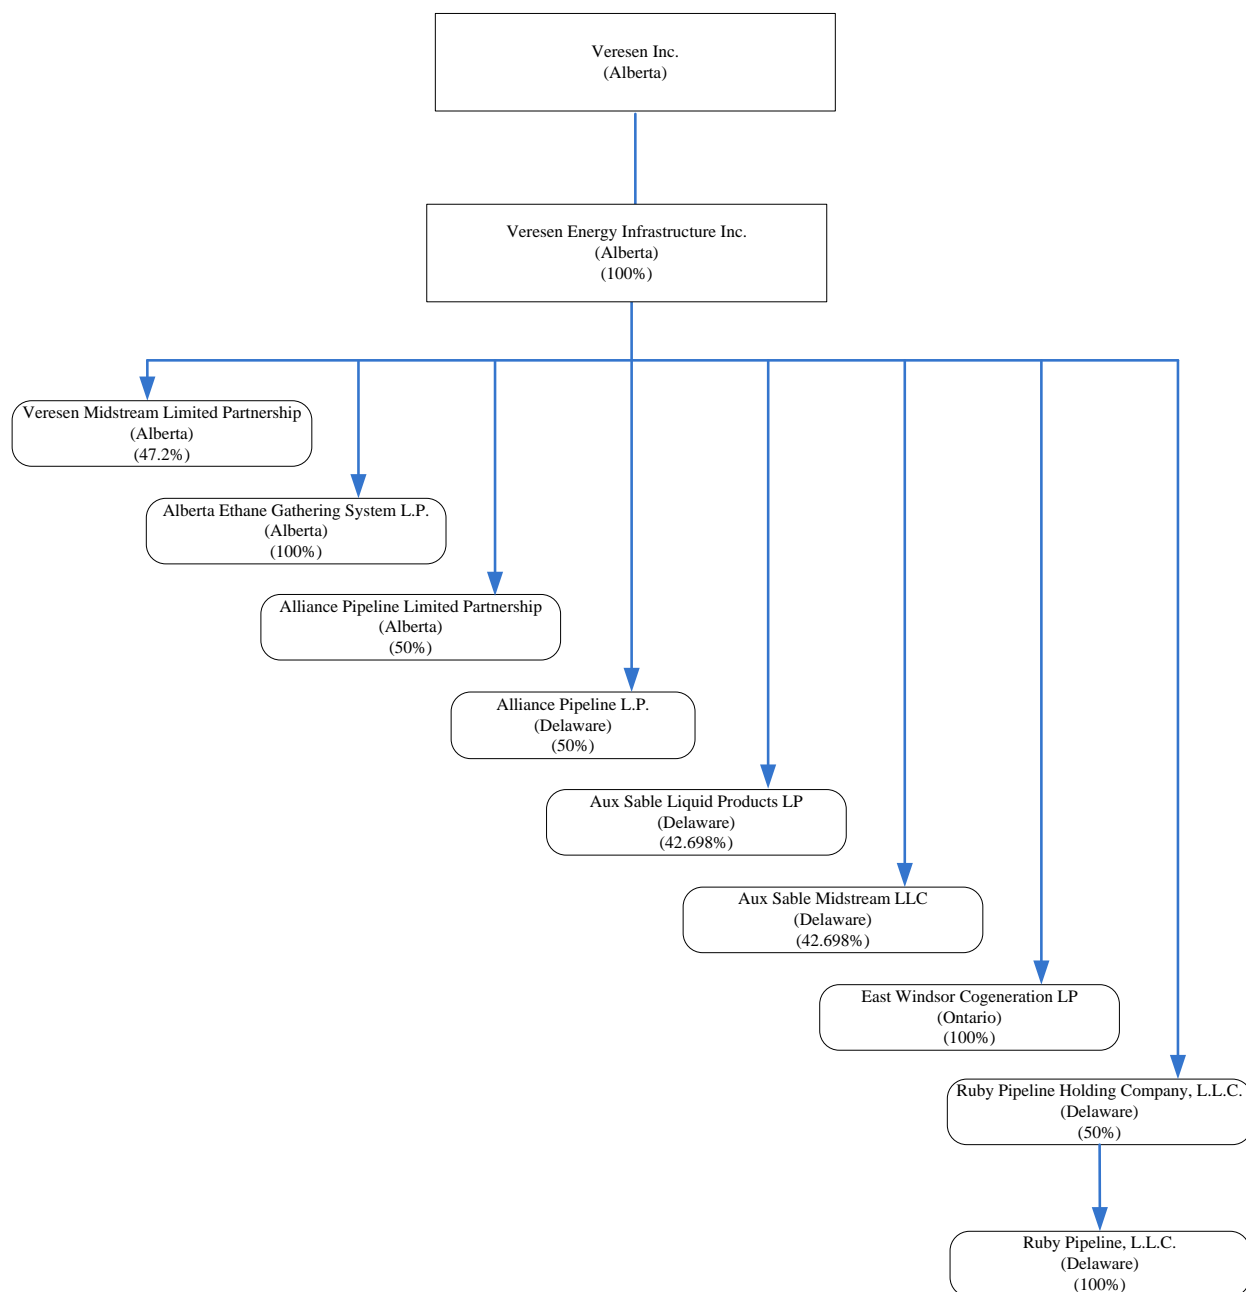 Veresen Inc.
(Alberta)
Veresen Energy Infrastructure Inc.
(Alberta)
(100%)
Veresen Midstream Limited Partnership
(Alberta)
(47.2%)
Alberta Ethane Gathering System L.P.
(Alberta)
(100%)
Alliance Pipeline Limited Partnership
(Alberta)
(50%)
Alliance Pipeline L.P.
(Delaware)
(50%)
Aux Sable Liquid Products LP
(Delaware)
(42.698%)
Aux Sable Midstream LLC
(Delaware)
(42.698%)
East Windsor Cogeneration LP
(Ontario)
(100%)
Ruby Pipeline Holding Company, L.L.C.
(Delaware)
(50%)
Ruby Pipeline, L.L.C.
(Delaware)
(100%)